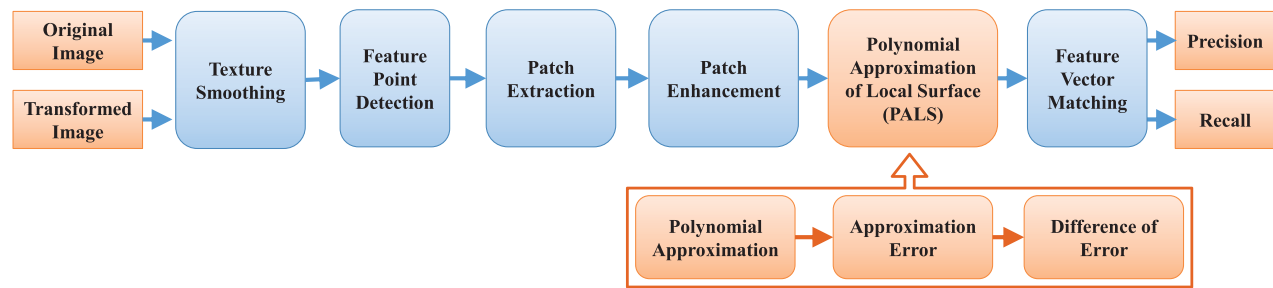 Original
Image
Transformed
Image
Texture
Smoothing
Feature
Point
Detection
Patch
Extraction
Patch
Enhancement
Polynomial
Approximation
of Local Surface
(PALS)
Feature
Vector
Matching
Precision
Recall
Polynomial
Approximation
Approximation
Error
Difference of
Error